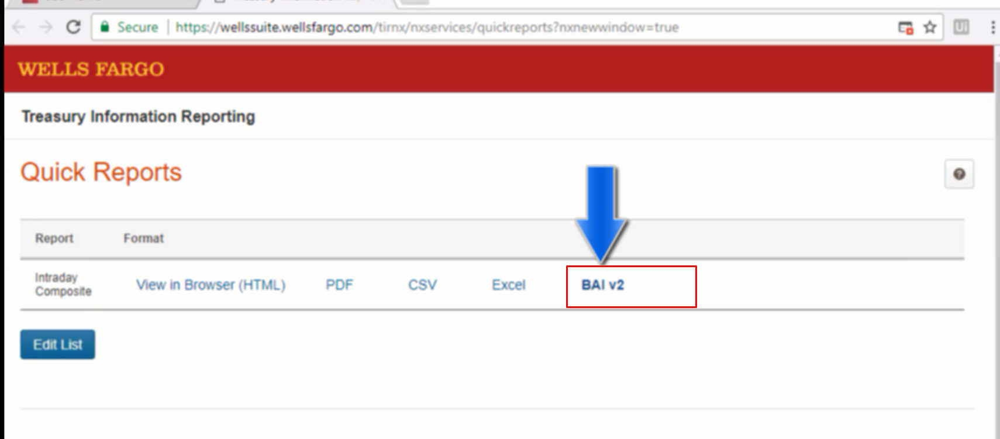 Secure | https://wellssuite.wellsfargo.com/tirnx/nxservices/quickreports?nxnewwindow=true
WELLS FARGO
Treasury Information Reporting
Quick Reports
Report Format
Intraday
Composite
View in Browser (HTML) PDF CSV Excel BAI v2
Edit List